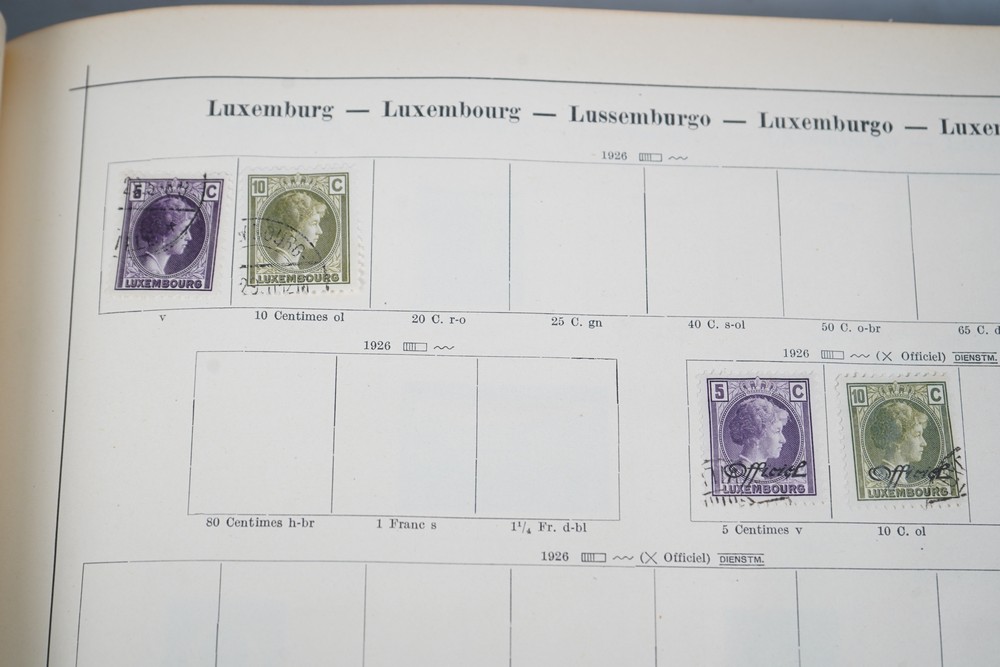 Luxemburg — Luxembourg — Lussemburgo — Luxemburgo —
1926
5 C
LUXEMBOURG
10 C
LUXEMBOURG
v
10 Centimes ol
20 C. r-o
25 C. gn
40 C. s-ol
50 C. o-br
65 C.
1926
1926 (X Officiel) DIENSTM.
5 C
Officiel
LUXEMBOURG
10 C
Officiel
LUXEMBOURG
80 Centimes h-br
1 Franc s
1¹/₄ Fr. d-bl
5 Centimes v
10 C. ol
1926 (X Officiel) DIENSTM.